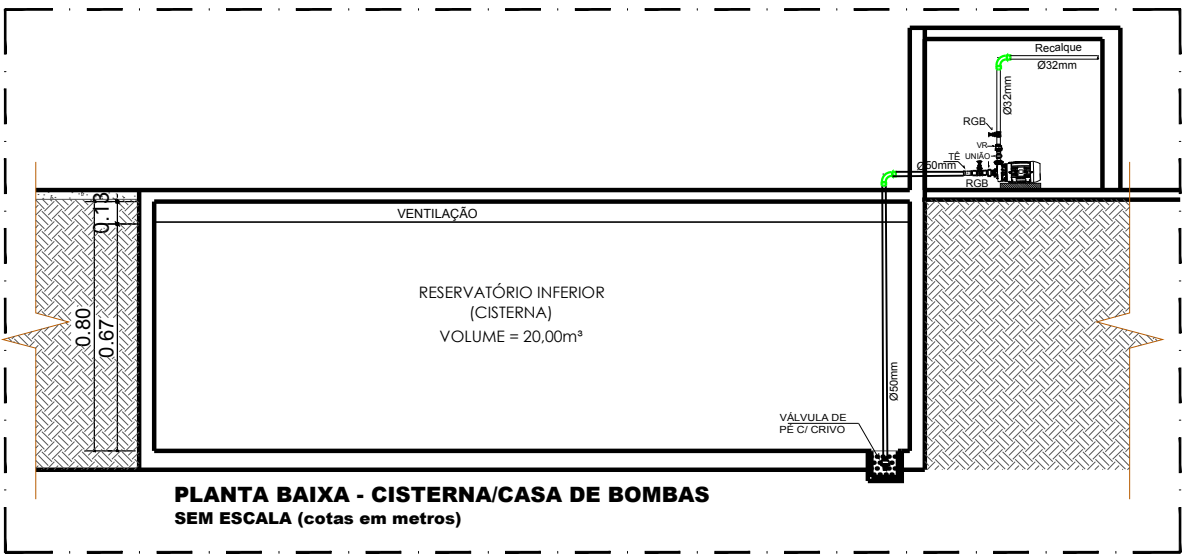 Recalque
Ø32mm
Ø32mm
RGB
VR
UNIÃO
TÊ
Ø50mm
RGB
0.13
VENTILAÇÃO
RESERVATÓRIO INFERIOR
(CISTERNA)
VOLUME = 20,00m³
0.80
0.67
Ø50mm
VÁLVULA DE
PÉ C/ CRIVO
PLANTA BAIXA - CISTERNA/CASA DE BOMBAS
SEM ESCALA (cotas em metros)